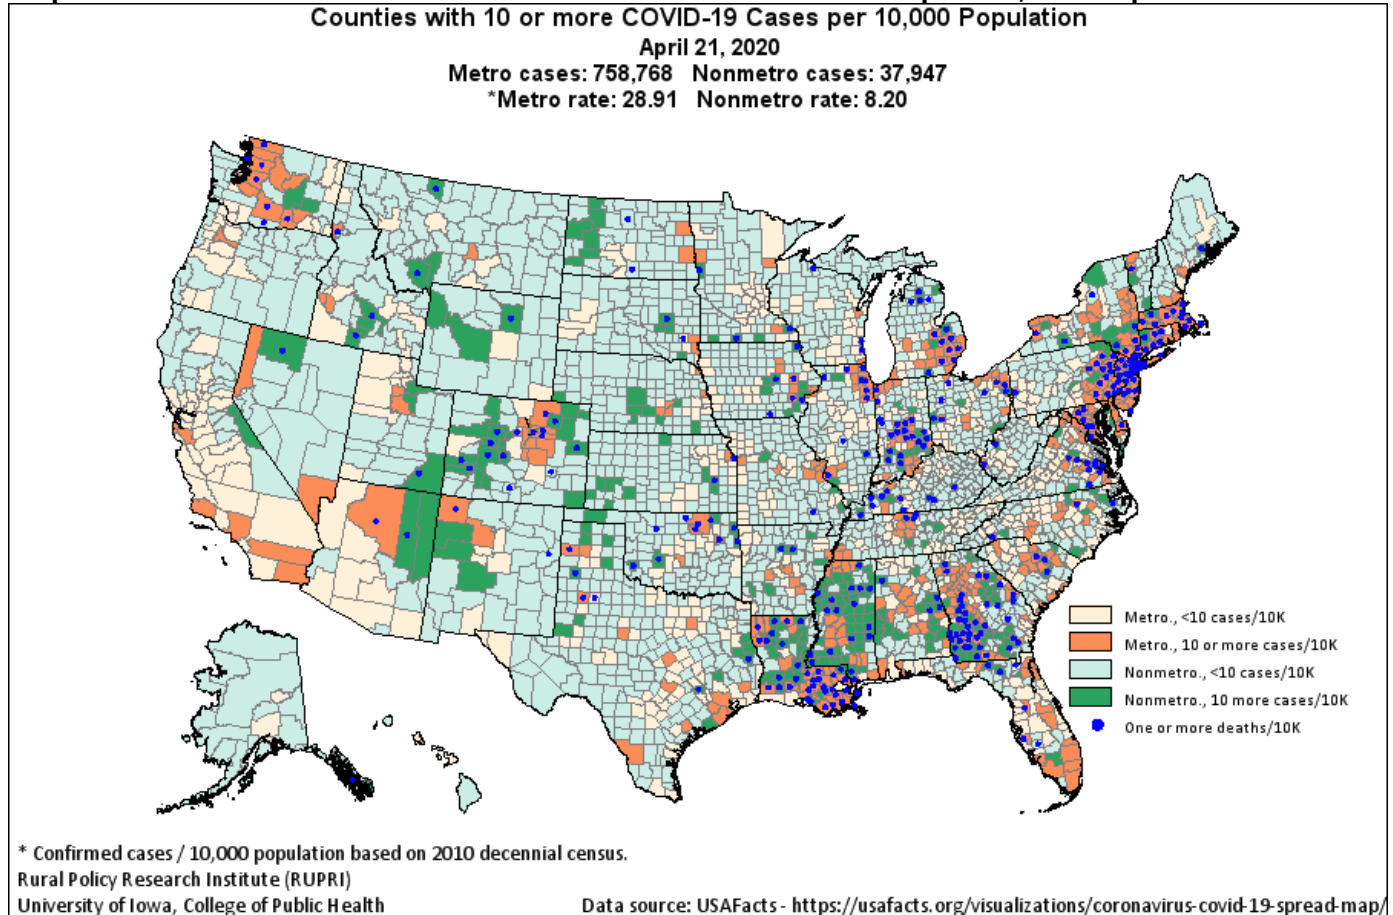 Counties with 10 or more COVID-19 Cases per 10,000 Population
April 21, 2020
Metro cases: 758,768 Nonmetro cases: 37,947
*Metro rate: 28.91 Nonmetro rate: 8.20
Metro., <10 cases/10K
Metro., 10 or more cases/10K
Nonmetro., <10 cases/10K
Nonmetro., 10 more cases/10K
One or more deaths/10K
* Confirmed cases / 10,000 population based on 2010 decennial census.
Rural Policy Research Institute (RUPRI)
University of Iowa, College of Public Health
Data source: USAFacts - https://usafacts.org/visualizations/coronavirus-covid-19-spread-map/